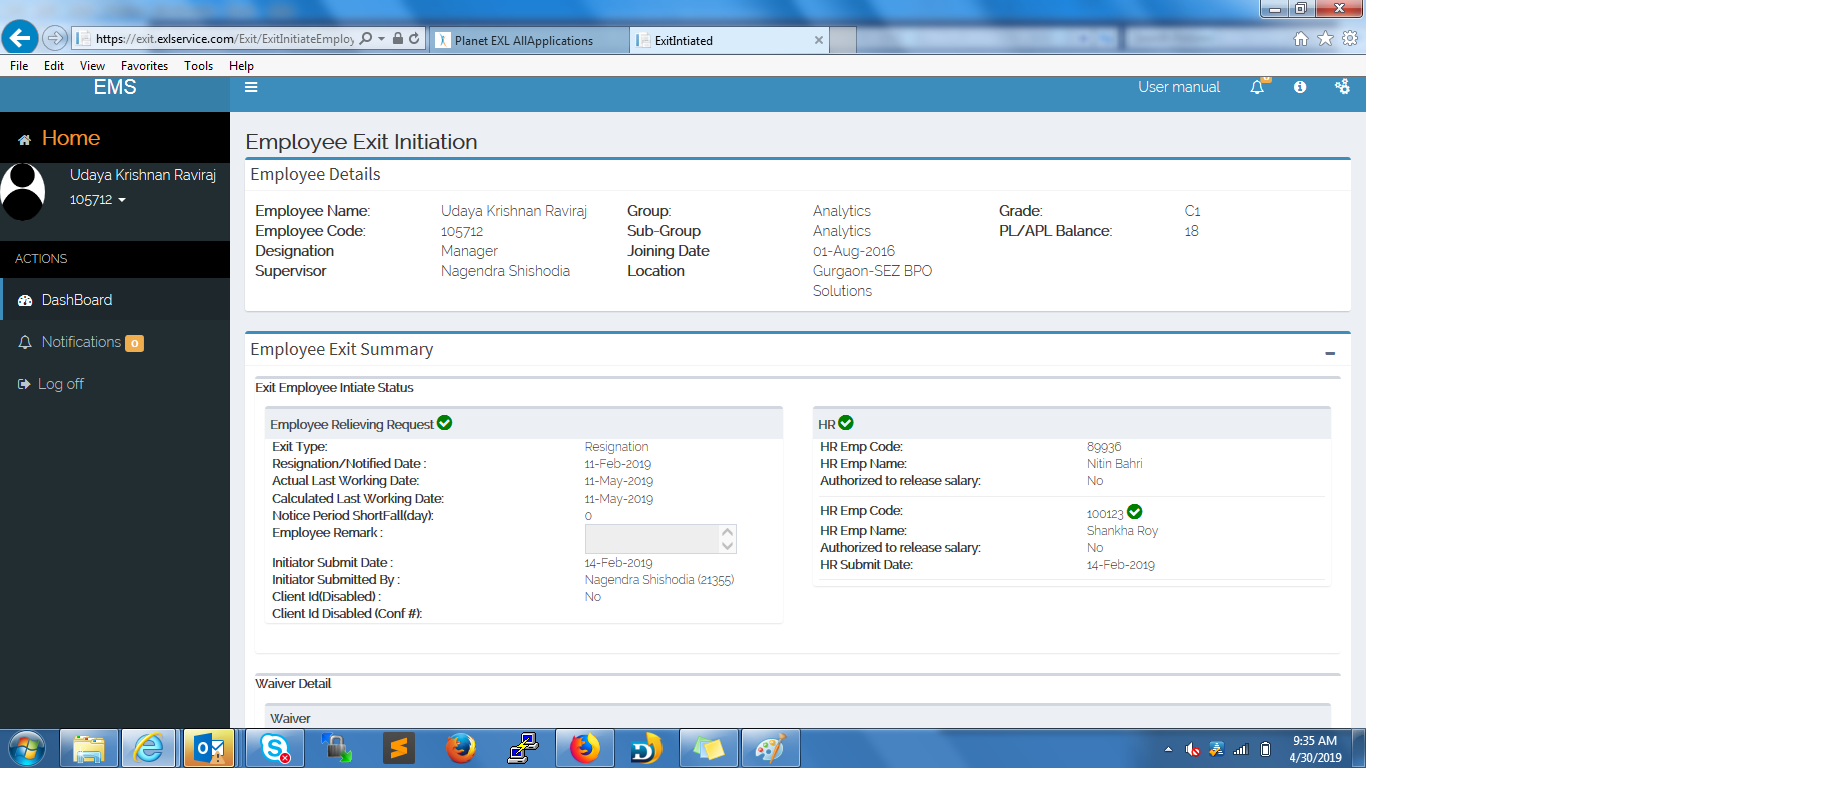 https://exit.exlservice.com/Exit/ExitInitiateEmploy
Planet EXL AllApplications
ExitIntiated
File Edit View Favorites Tools Help
EMS
User manual
Home
Udaya Krishnan Raviraj
105712
ACTIONS
DashBoard
Notifications 0
Log off
Employee Exit Initiation
Employee Details
Employee Name: Udaya Krishnan Raviraj Group: Analytics Grade: C1
Employee Code: 105712 Sub-Group Analytics PL/APL Balance: 18
Designation Manager Joining Date 01-Aug-2016
Supervisor Nagendra Shishodia Location Gurgaon-SEZ BPO
Solutions
Employee Exit Summary
Exit Employee Intiate Status
Employee Relieving Request
Exit Type: Resignation
Resignation/Notified Date : 11-Feb-2019
Actual Last Working Date: 11-May-2019
Calculated Last Working Date: 11-May-2019
Notice Period ShortFall(day): 0
Employee Remark :
Initiator Submit Date : 14-Feb-2019
Initiator Submitted By : Nagendra Shishodia (21355)
Client Id(Disabled) : No
Client Id Disabled (Conf #):
HR
HR Emp Code: 89936
HR Emp Name: Nitin Bahri
Authorized to release salary: No
HR Emp Code: 100123
HR Emp Name: Shankha Roy
Authorized to release salary: No
HR Submit Date: 14-Feb-2019
Waiver Detail
Waiver
9:35 AM
4/30/2019